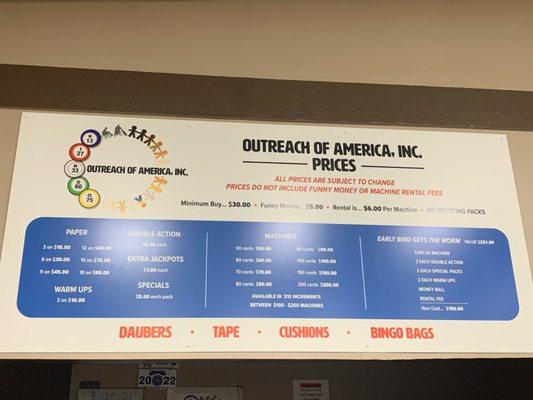 B
13
I
27
N
33
G
60
O
75
OUTREACH OF AMERICA, INC.
OUTREACH OF AMERICA, INC.
PRICES
ALL PRICES ARE SUBJECT TO CHANGE
PRICES DO NOT INCLUDE FUNNY MONEY OR MACHINE RENTAL FEES
Minimum Buy... $30.00 • Funny Money... $5.00 • Rental is... $6.00 Per Machine • NO SPLITTING PACKS
PAPER
3 on $15.00 12 on $60.00
6 on $30.00 15 on $75.00
9 on $45.00 18 on $90.00
WARM UPS
3 on $10.00
DOUBLE ACTION
EXTRA JACKPOTS
$1.00 each
SPECIALS
$5.00 each pack
MACHINES
50 cards $50.00 90 cards $90.00
60 cards $60.00 100 cards $100.00
70 cards $70.00 150 cards $150.00
80 cards $80.00 200 cards $200.00
AVAILABLE IN $10 INCREMENTS
BETWEEN $100 - $200 MACHINES
EARLY BIRD GETS THE WORM VALUE $231.00
$150.00 MACHINE
2 EACH DOUBLE ACTION
2 EACH SPECIAL PACKS
2 EACH WARM UPS
MONEY BALL
RENTAL FEE
Your Cost... $150.00
DAUBERS · TAPE · CUSHIONS · BINGO BAGS
2022